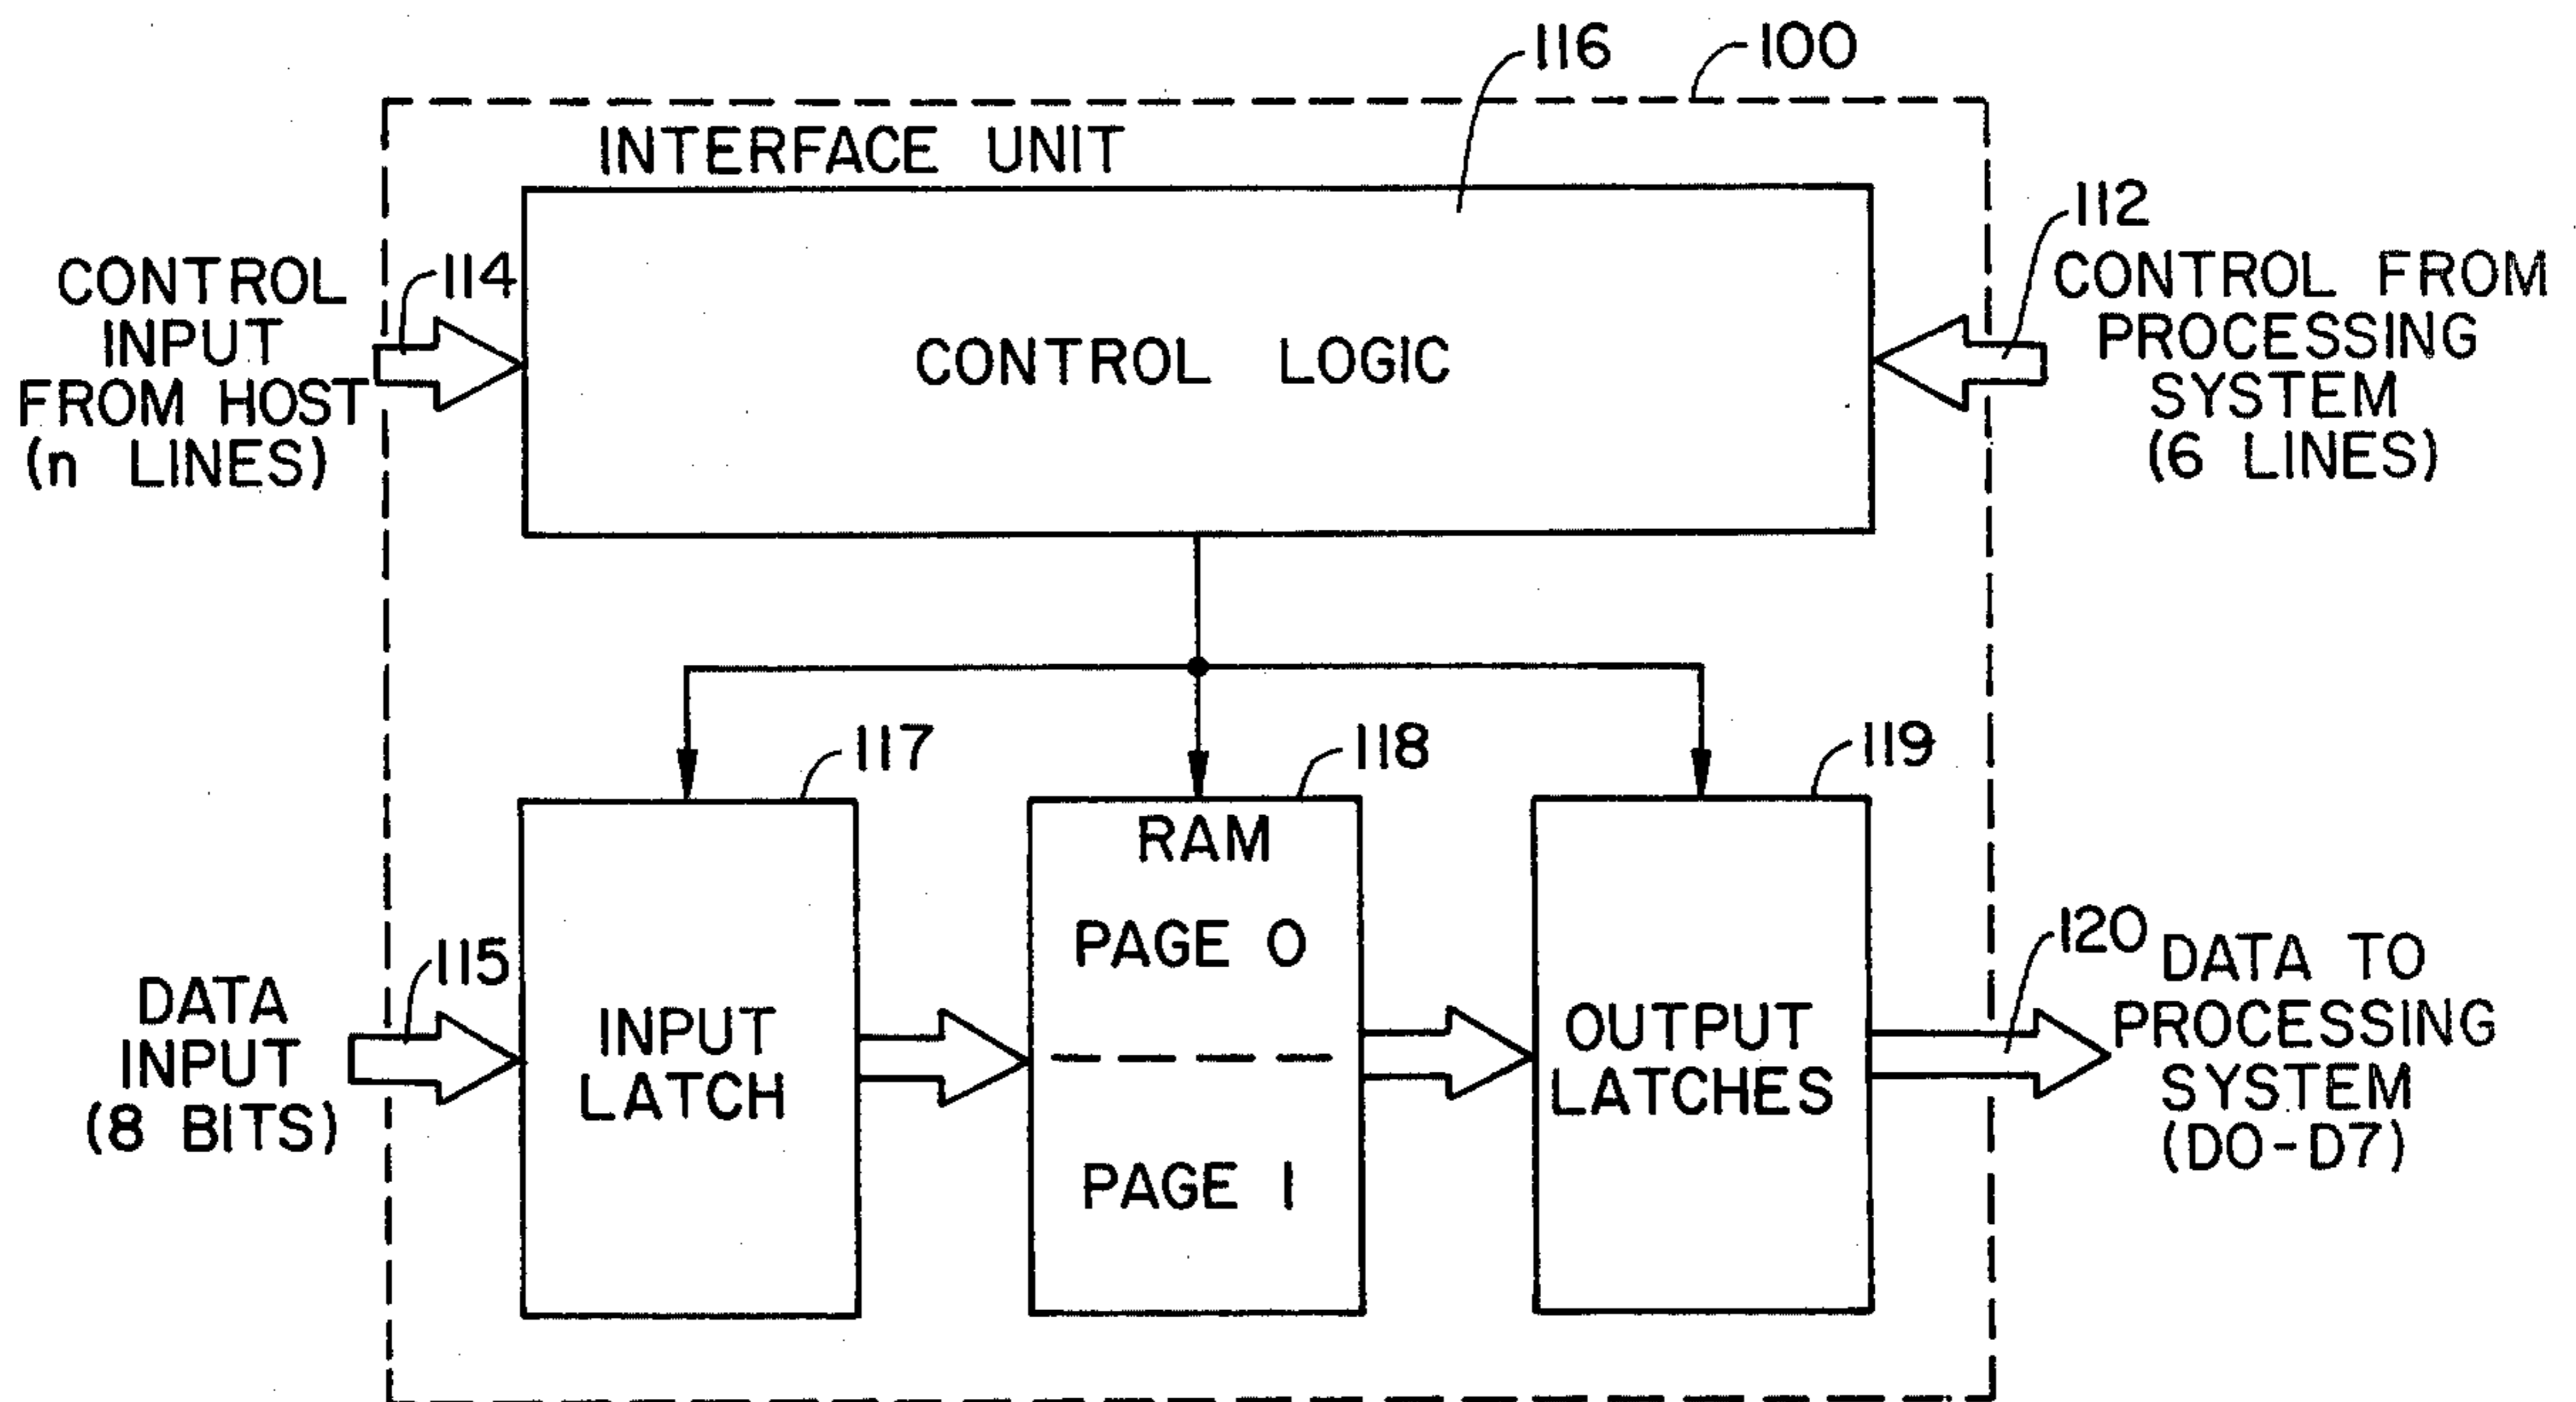 116
100
INTERFACE UNIT
112
114
CONTROL
INPUT
FROM HOST
(n LINES)
CONTROL LOGIC
CONTROL FROM
PROCESSING
SYSTEM
(6 LINES)
117
118
119
115
DATA
INPUT
(8 BITS)
INPUT
LATCH
RAM
PAGE 0
PAGE 1
OUTPUT
LATCHES
120
DATA TO
PROCESSING
SYSTEM
(D0-D7)